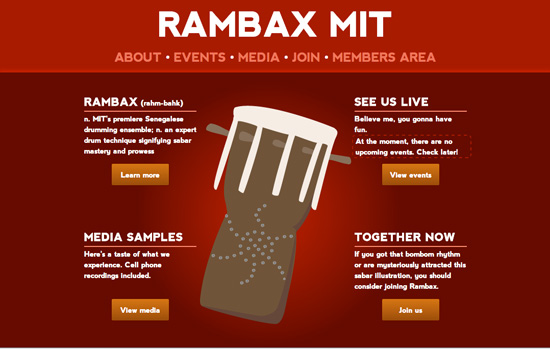 RAMBAX MIT
ABOUT • EVENTS • MEDIA • JOIN • MEMBERS AREA
RAMBAX (rahm-bahk)
n. MIT's premiere Senegalese
drumming ensemble; n. an expert
drum technique signifying sabar
mastery and prowess
Learn more
SEE US LIVE
Believe me, you gonna have
fun.
At the moment, there are no
upcoming events. Check later!
View events
MEDIA SAMPLES
Here's a taste of what we
experience. Cell phone
recordings included.
View media
TOGETHER NOW
If you got that bombom rhythm
or are mysteriously attracted this
sabar illustration, you should
consider joining Rambax.
Join us